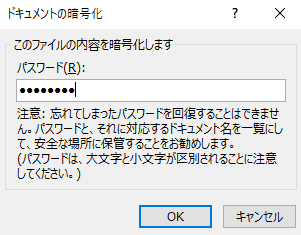 ドキュメントの暗号化
? ×
このファイルの内容を暗号化します
パスワード(R):
●●●●●●●●
注意: 忘れてしまったパスワードを回復することはできませ
ん。パスワードと、それに対応するドキュメント名を一覧にし
て、安全な場所に保管することをお勧めします。
(パスワードは、大文字と小文字が区別されることに注意
してください。)
OK
キャンセル